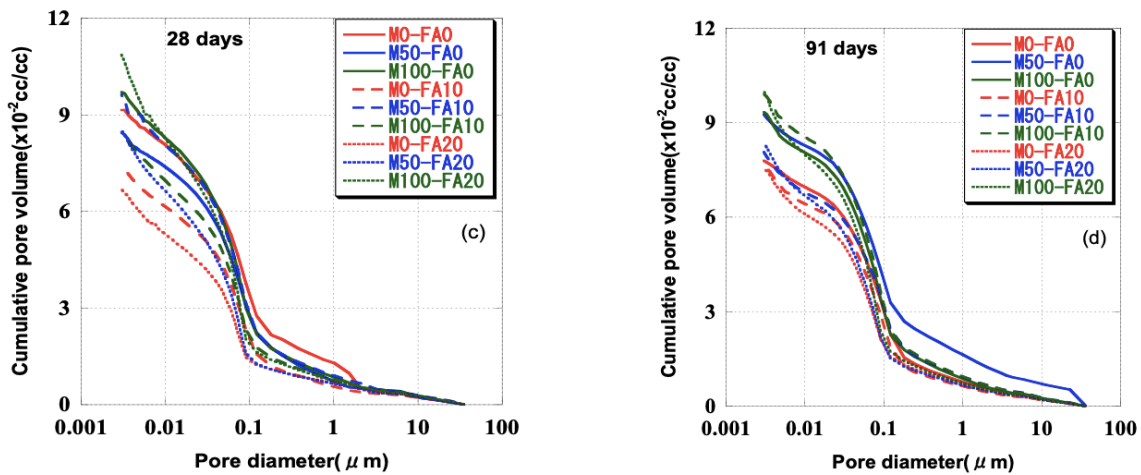 12
9
6
3
0
Cumulative pore volume(x10⁻²cc/cc)
28 days
M0-FA0
M50-FA0
M100-FA0
M0-FA10
M50-FA10
M100-FA10
M0-FA20
M50-FA20
M100-FA20
(c)
0.001 0.01 0.1 1 10 100
Pore diameter( μ m)
12
9
6
3
0
Cumulative pore volume(x10⁻²cc/cc)
91 days
M0-FA0
M50-FA0
M100-FA0
M0-FA10
M50-FA10
M100-FA10
M0-FA20
M50-FA20
M100-FA20
(d)
0.001 0.01 0.1 1 10 100
Pore diameter( μ m)